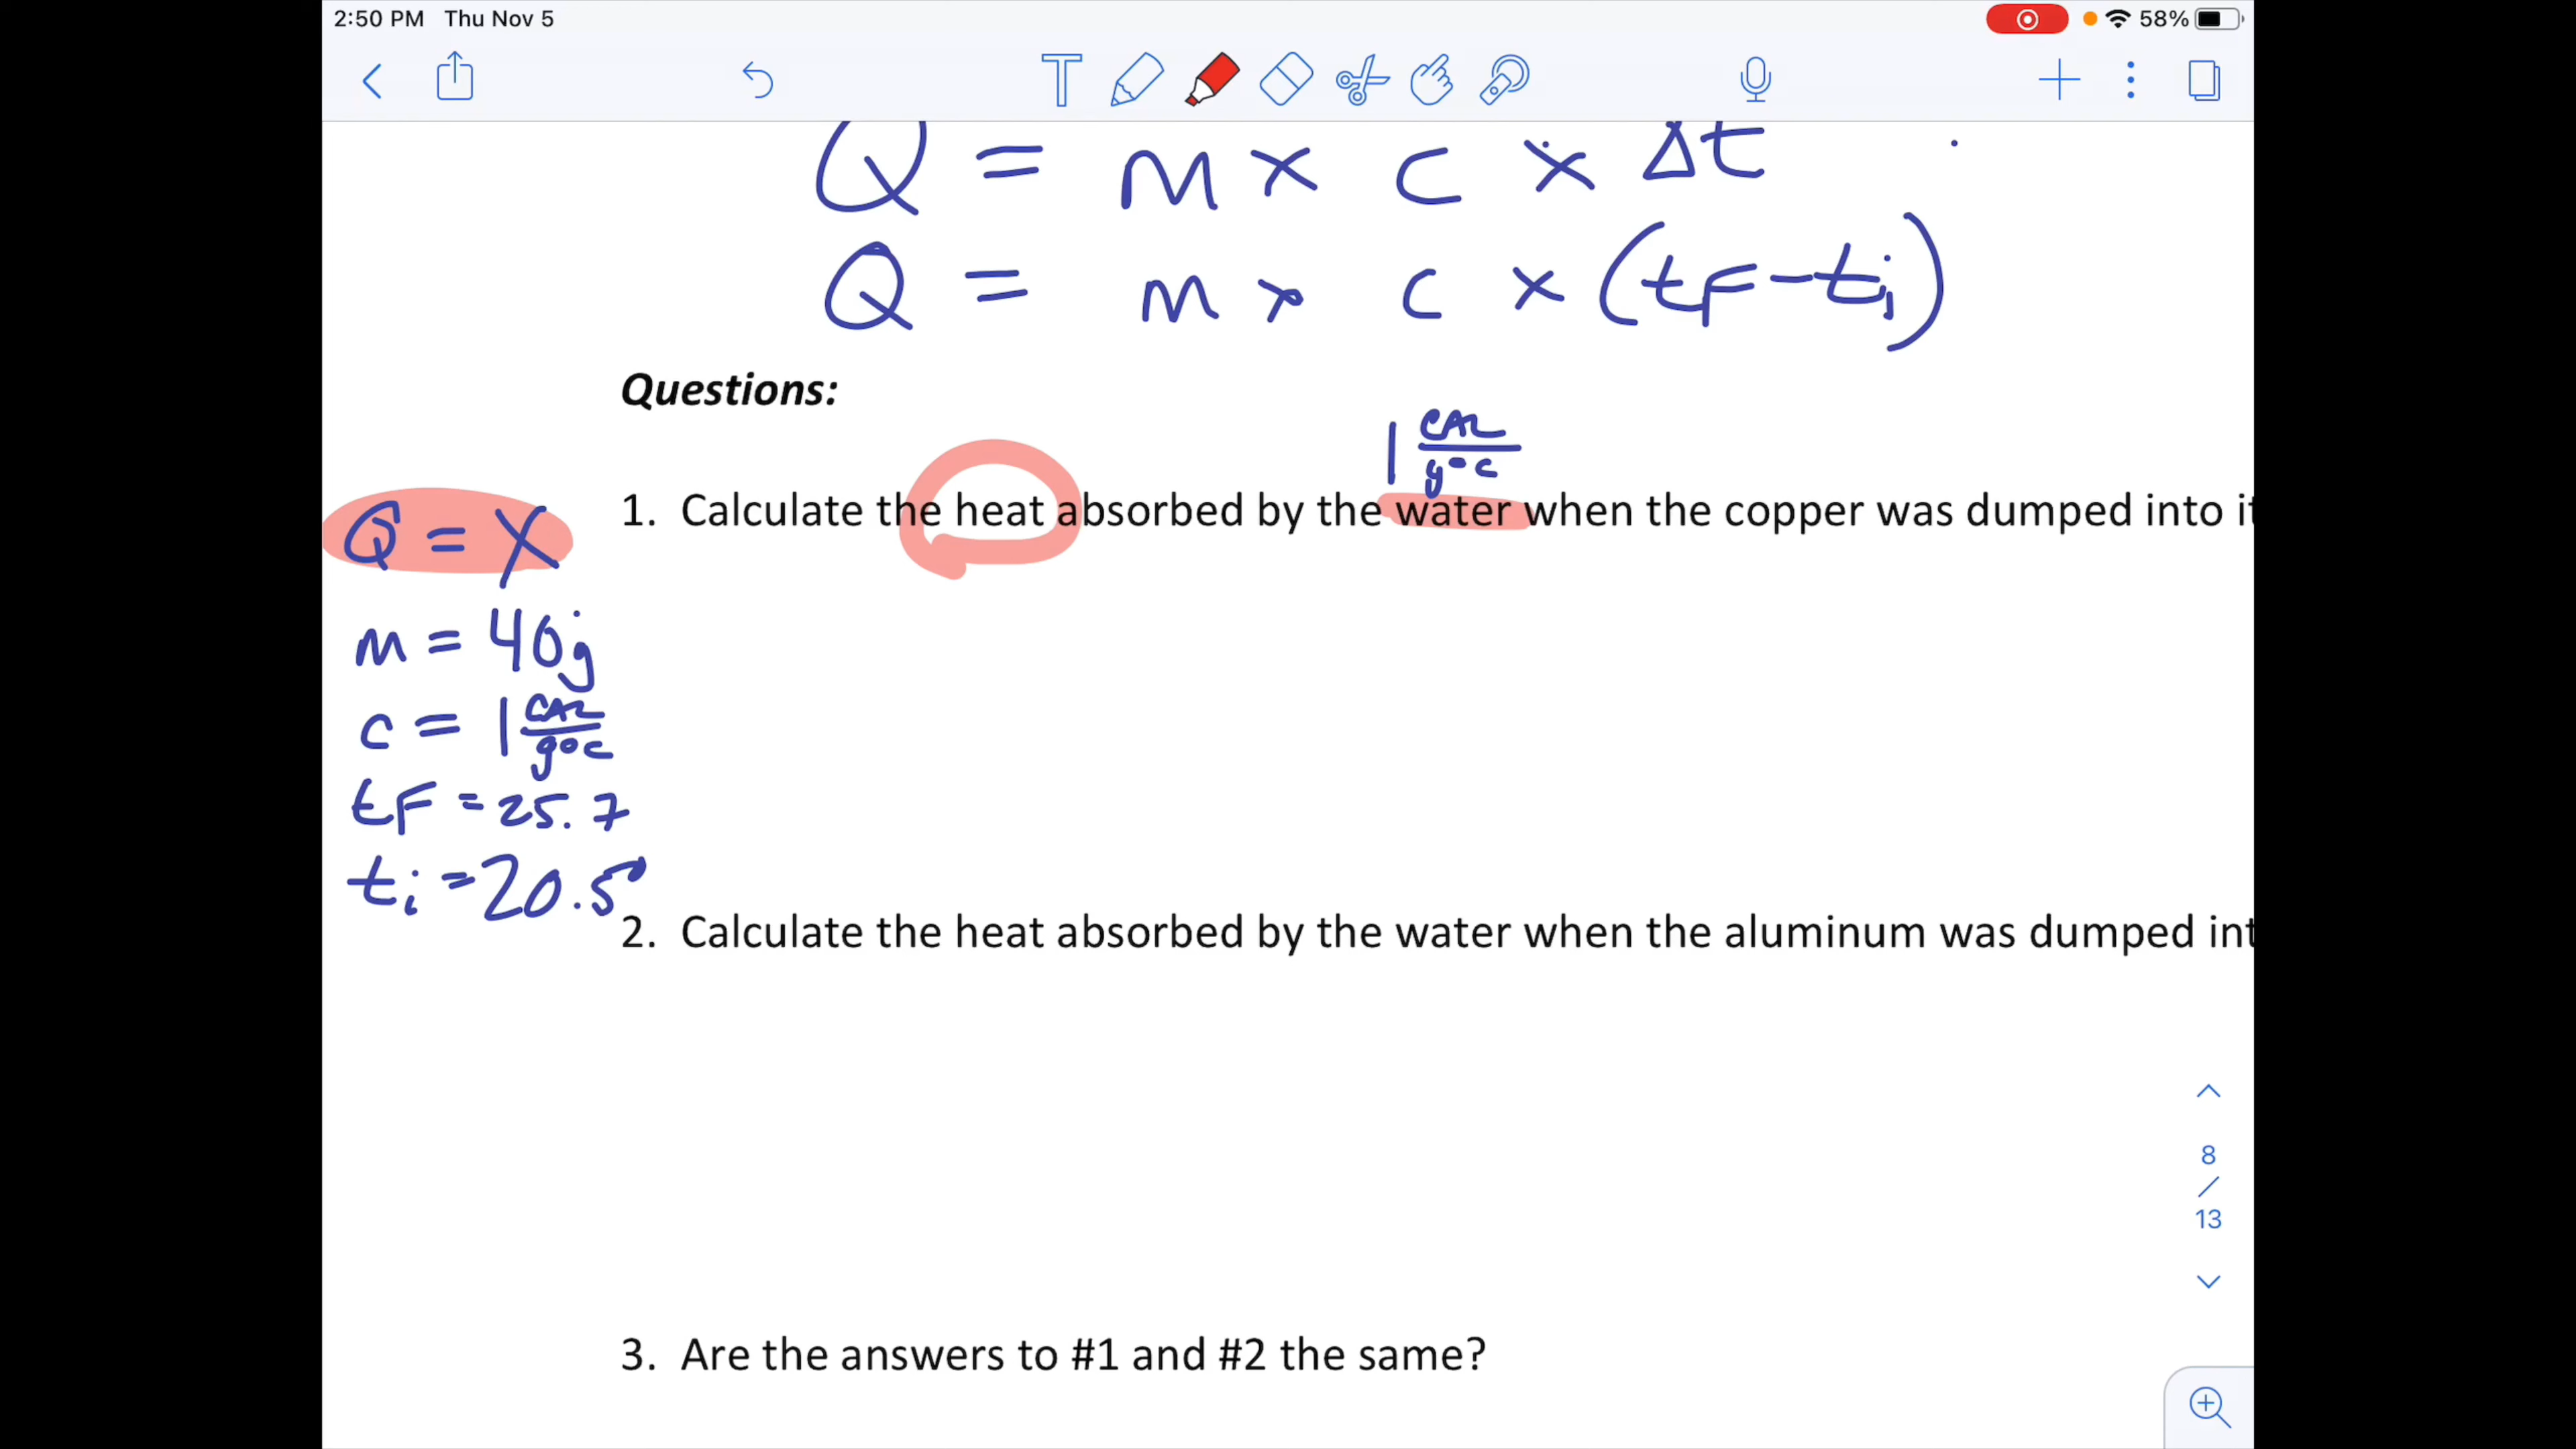 2:50 PM Thu Nov 5
58%
T
Q = m x c x Δt
Q = m x c x (tF - ti)
Questions:
1 CAL
g°C
1. Calculate the heat absorbed by the water when the copper was dumped into it
Q = X
m = 40g
c = 1 CAL
g°C
tF = 25.7
ti = 20.5°
2. Calculate the heat absorbed by the water when the aluminum was dumped int
8
/
13
3. Are the answers to #1 and #2 the same?